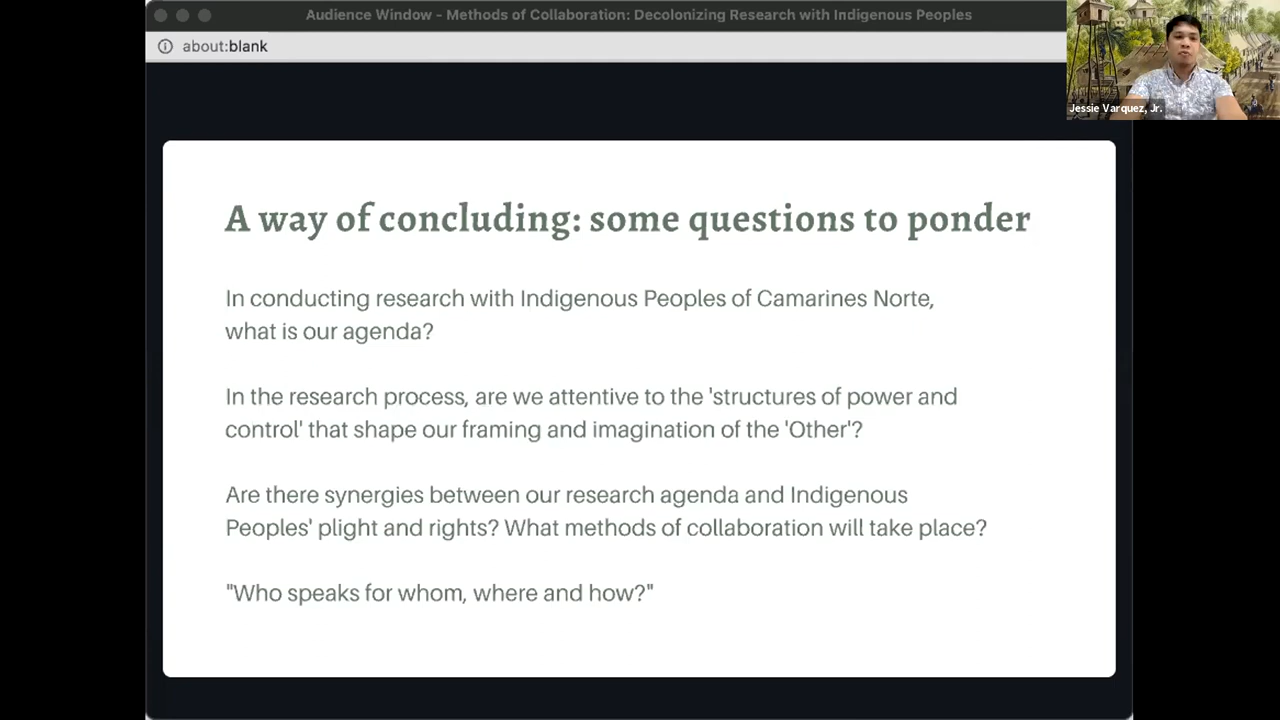 Audience Window – Methods of Collaboration: Decolonizing Research with Indigenous Peoples
about:blank
Jessie Varquez, Jr.
A way of concluding: some questions to ponder
In conducting research with Indigenous Peoples of Camarines Norte,
what is our agenda?
In the research process, are we attentive to the 'structures of power and
control' that shape our framing and imagination of the 'Other'?
Are there synergies between our research agenda and Indigenous
Peoples' plight and rights? What methods of collaboration will take place?
"Who speaks for whom, where and how?"